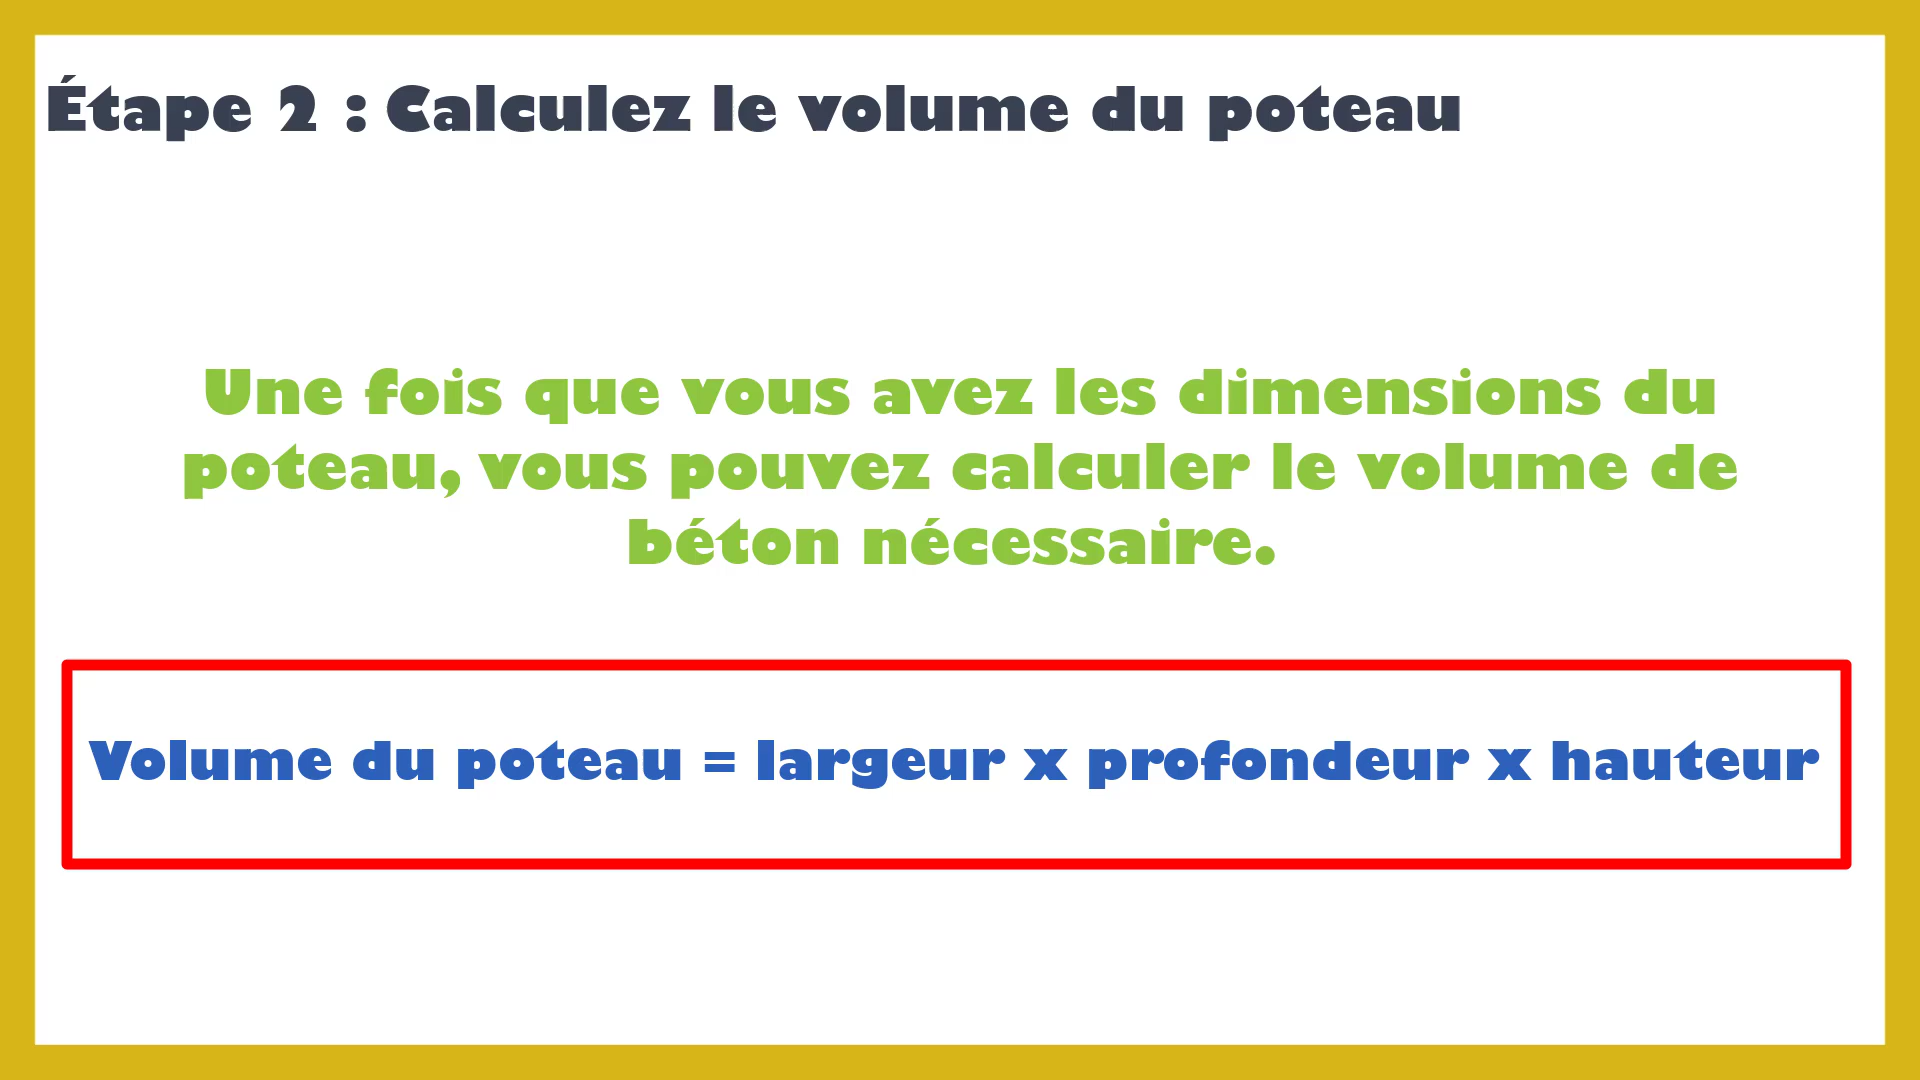 Étape 2 : Calculez le volume du poteau
Une fois que vous avez les dimensions du
poteau, vous pouvez calculer le volume de
béton nécessaire.
Volume du poteau = largeur x profondeur x hauteur